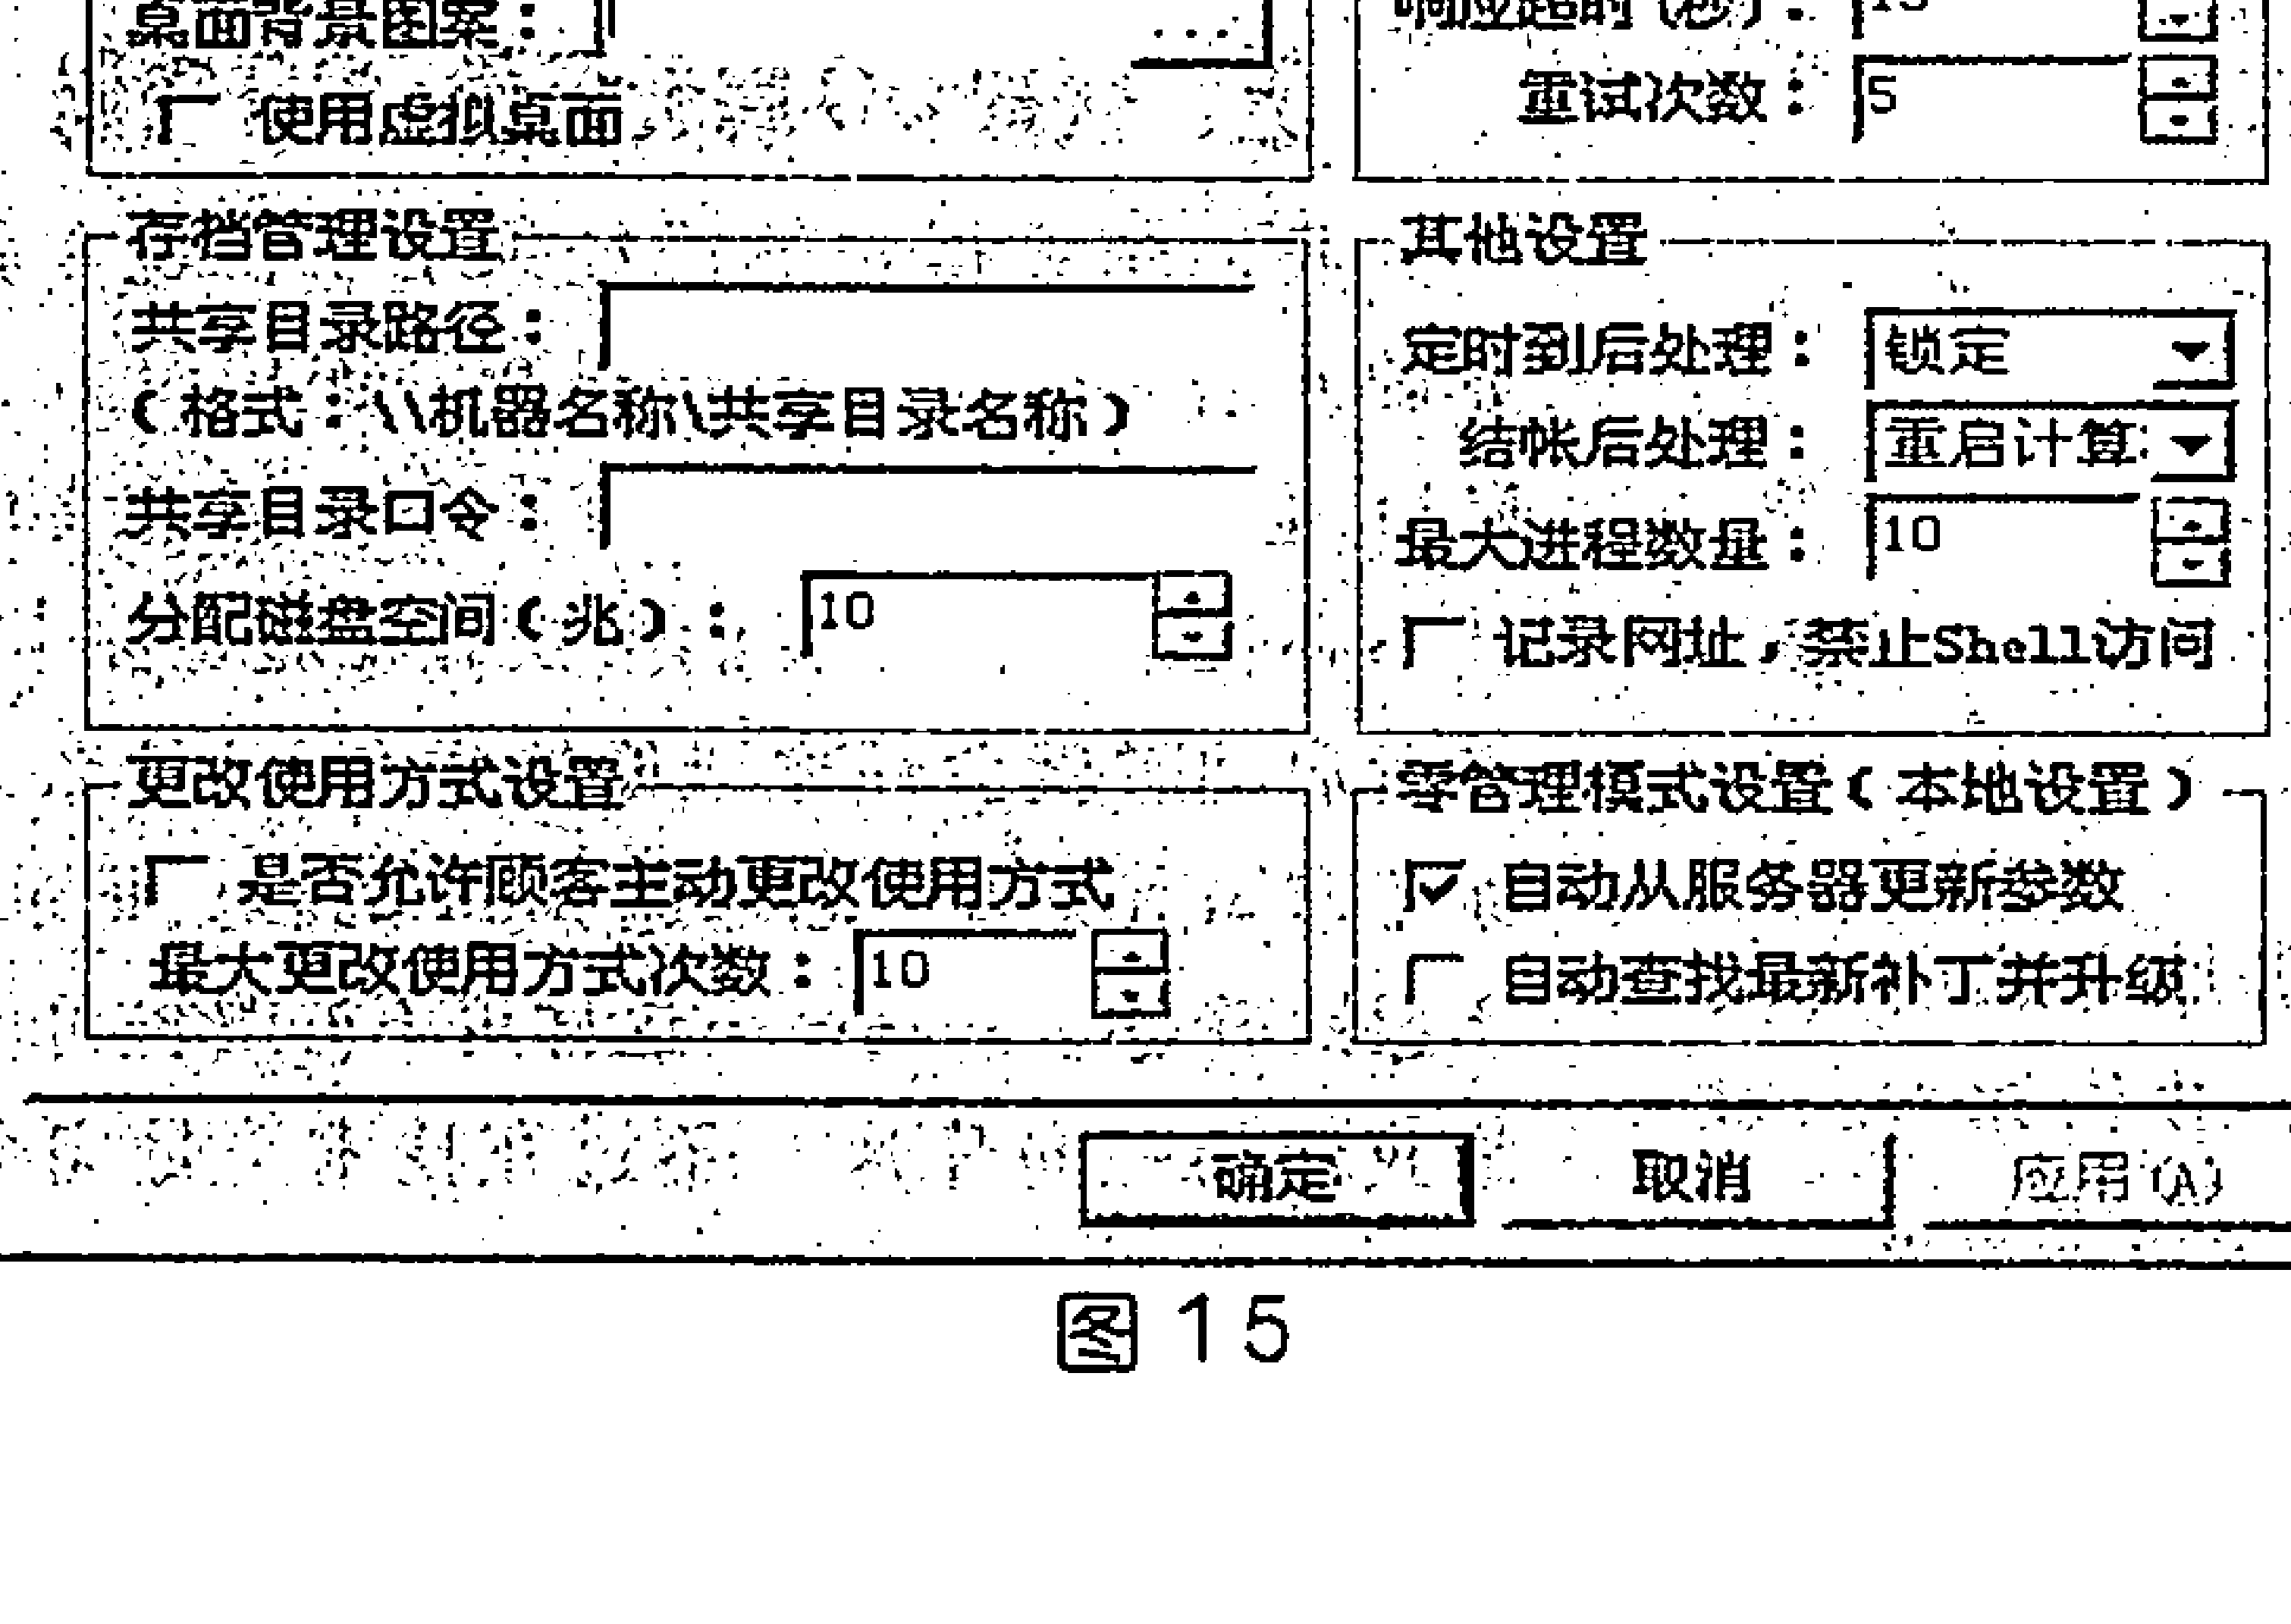 桌面背景图案：
...
使用虚拟桌面
响应超时(秒)：15
重试次数：5
存挡管理设置
共享目录路径：
(格式：\\机器名称\共享目录名称)
共享目录口令：
分配磁盘空间(兆)：10
其他设置
定时到后处理：锁定
结帐后处理：重启计算
最大进程数量：10
记录网址，禁止Shell访问
更改使用方式设置
是否允许顾客主动更改使用方式
最大更改使用方式次数：10
零管理模式设置(本地设置)
自动从服务器更新参数
自动查找最新补丁并升级
确定 取消 应用(A)
图15